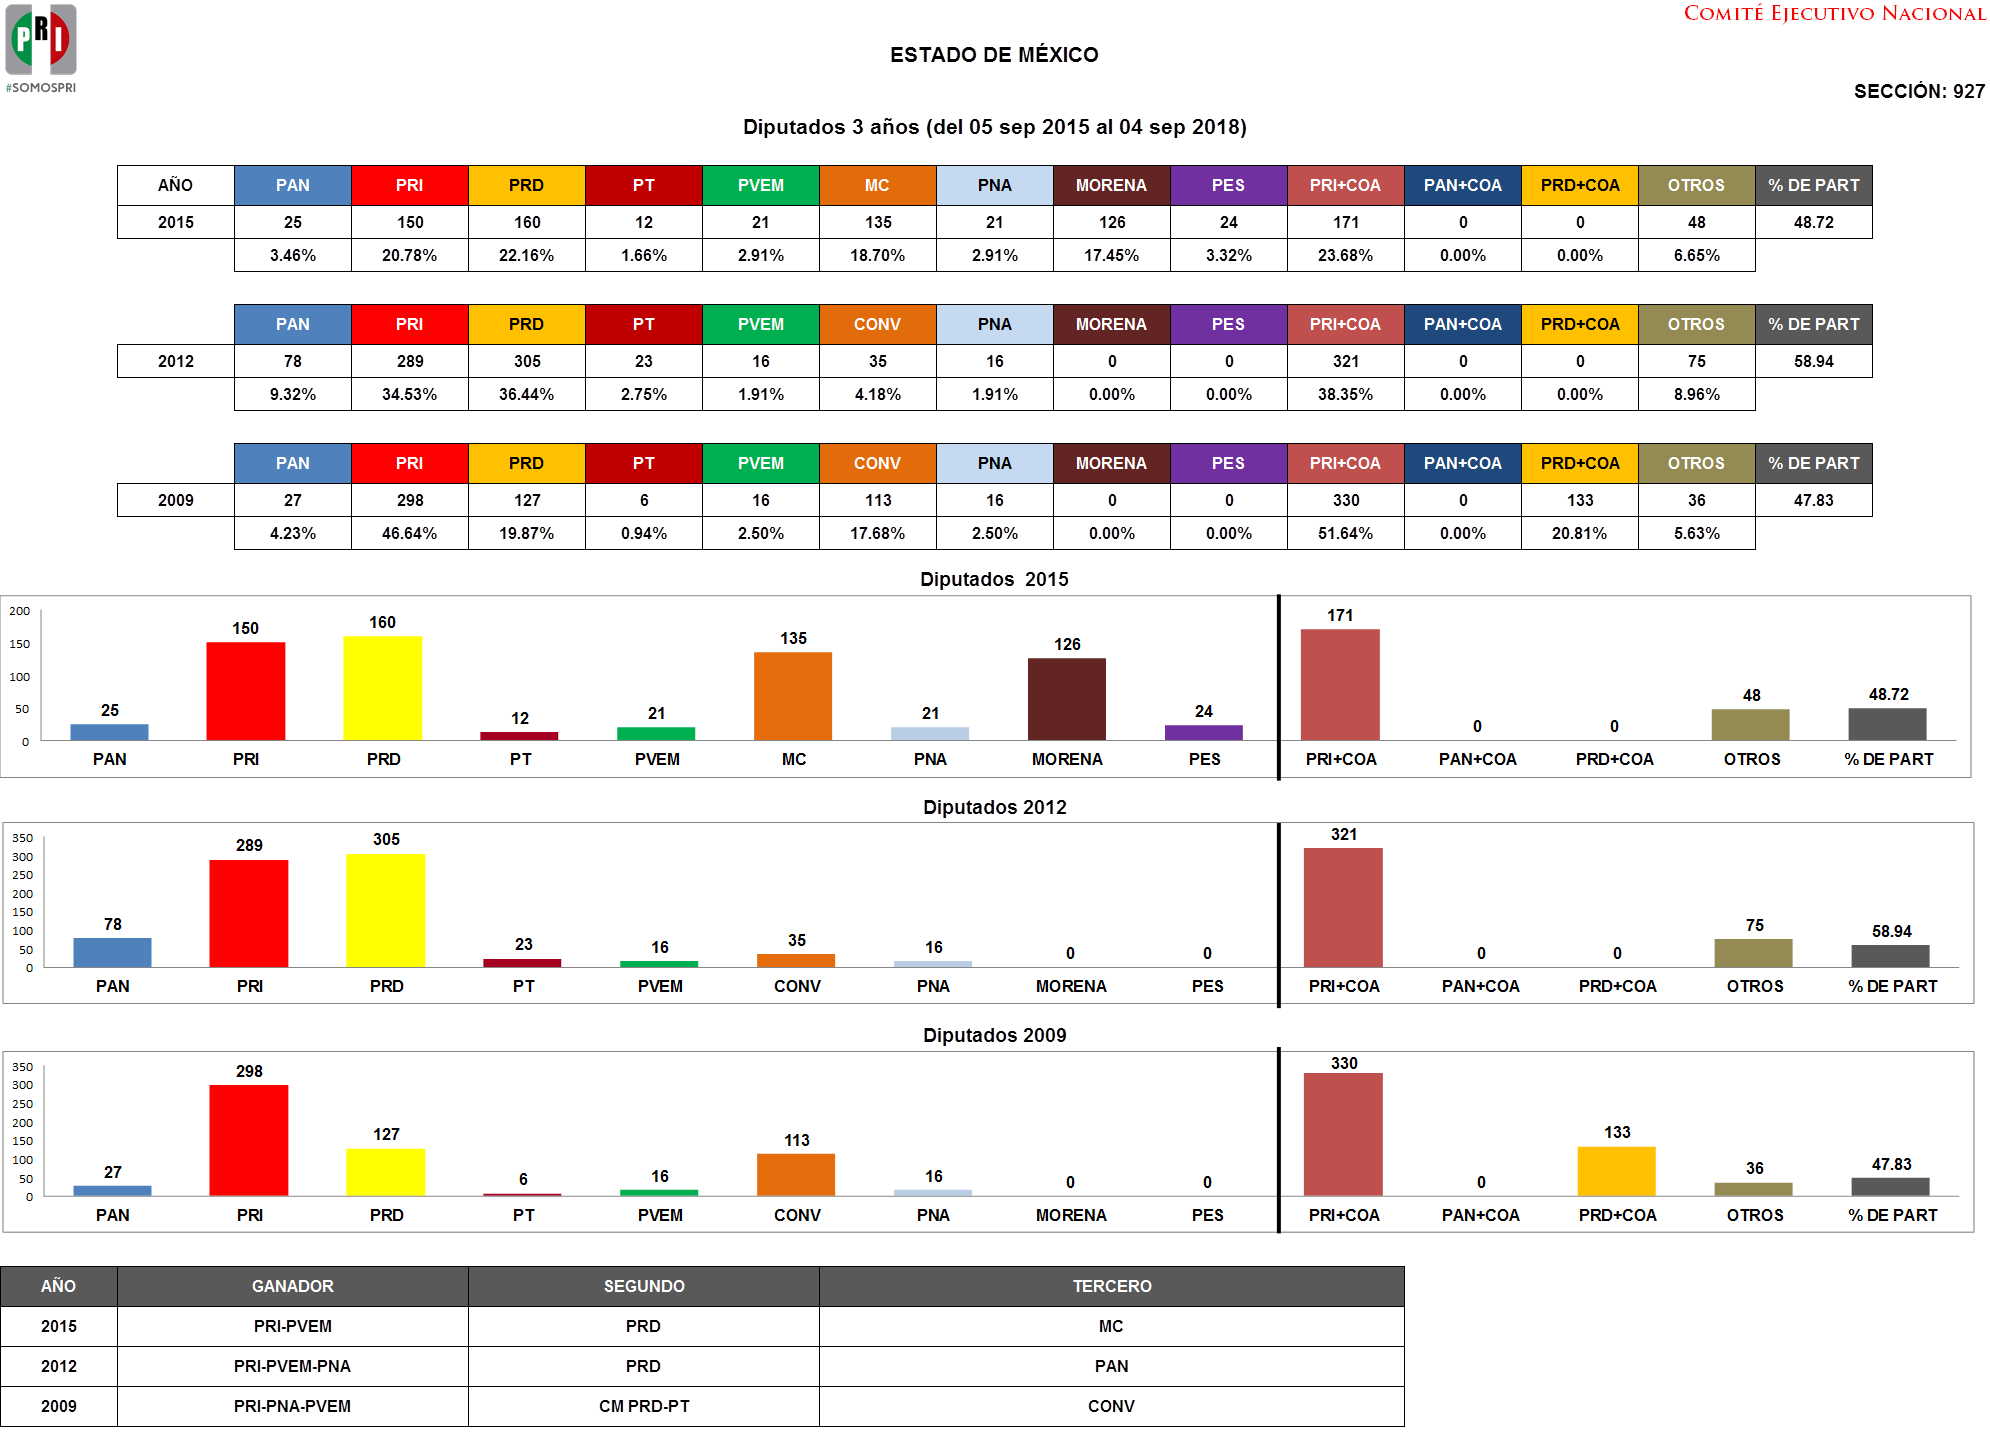 PRI
#SOMOSPRI
COMITÉ EJECUTIVO NACIONAL
ESTADO DE MÉXICO
SECCIÓN: 927
Diputados 3 años (del 05 sep 2015 al 04 sep 2018)
AÑO PAN PRI PRD PT PVEM MC PNA MORENA PES PRI+COA PAN+COA PRD+COA OTROS % DE PART
2015 25 150 160 12 21 135 21 126 24 171 0 0 48 48.72
3.46% 20.78% 22.16% 1.66% 2.91% 18.70% 2.91% 17.45% 3.32% 23.68% 0.00% 0.00% 6.65%
PAN PRI PRD PT PVEM CONV PNA MORENA PES PRI+COA PAN+COA PRD+COA OTROS % DE PART
2012 78 289 305 23 16 35 16 0 0 321 0 0 75 58.94
9.32% 34.53% 36.44% 2.75% 1.91% 4.18% 1.91% 0.00% 0.00% 38.35% 0.00% 0.00% 8.96%
PAN PRI PRD PT PVEM CONV PNA MORENA PES PRI+COA PAN+COA PRD+COA OTROS % DE PART
2009 27 298 127 6 16 113 16 0 0 330 0 133 36 47.83
4.23% 46.64% 19.87% 0.94% 2.50% 17.68% 2.50% 0.00% 0.00% 51.64% 0.00% 20.81% 5.63%
Diputados 2015
200
150
100
50
0
25 150 160 12 21 135 21 126 24 171 0 0 48 48.72
PAN PRI PRD PT PVEM MC PNA MORENA PES PRI+COA PAN+COA PRD+COA OTROS % DE PART
Diputados 2012
350
300
250
200
150
100
50
0
78 289 305 23 16 35 16 0 0 321 0 0 75 58.94
PAN PRI PRD PT PVEM CONV PNA MORENA PES PRI+COA PAN+COA PRD+COA OTROS % DE PART
Diputados 2009
350
300
250
200
150
100
50
0
27 298 127 6 16 113 16 0 0 330 0 133 36 47.83
PAN PRI PRD PT PVEM CONV PNA MORENA PES PRI+COA PAN+COA PRD+COA OTROS % DE PART
AÑO GANADOR SEGUNDO TERCERO
2015 PRI-PVEM PRD MC
2012 PRI-PVEM-PNA PRD PAN
2009 PRI-PNA-PVEM CM PRD-PT CONV